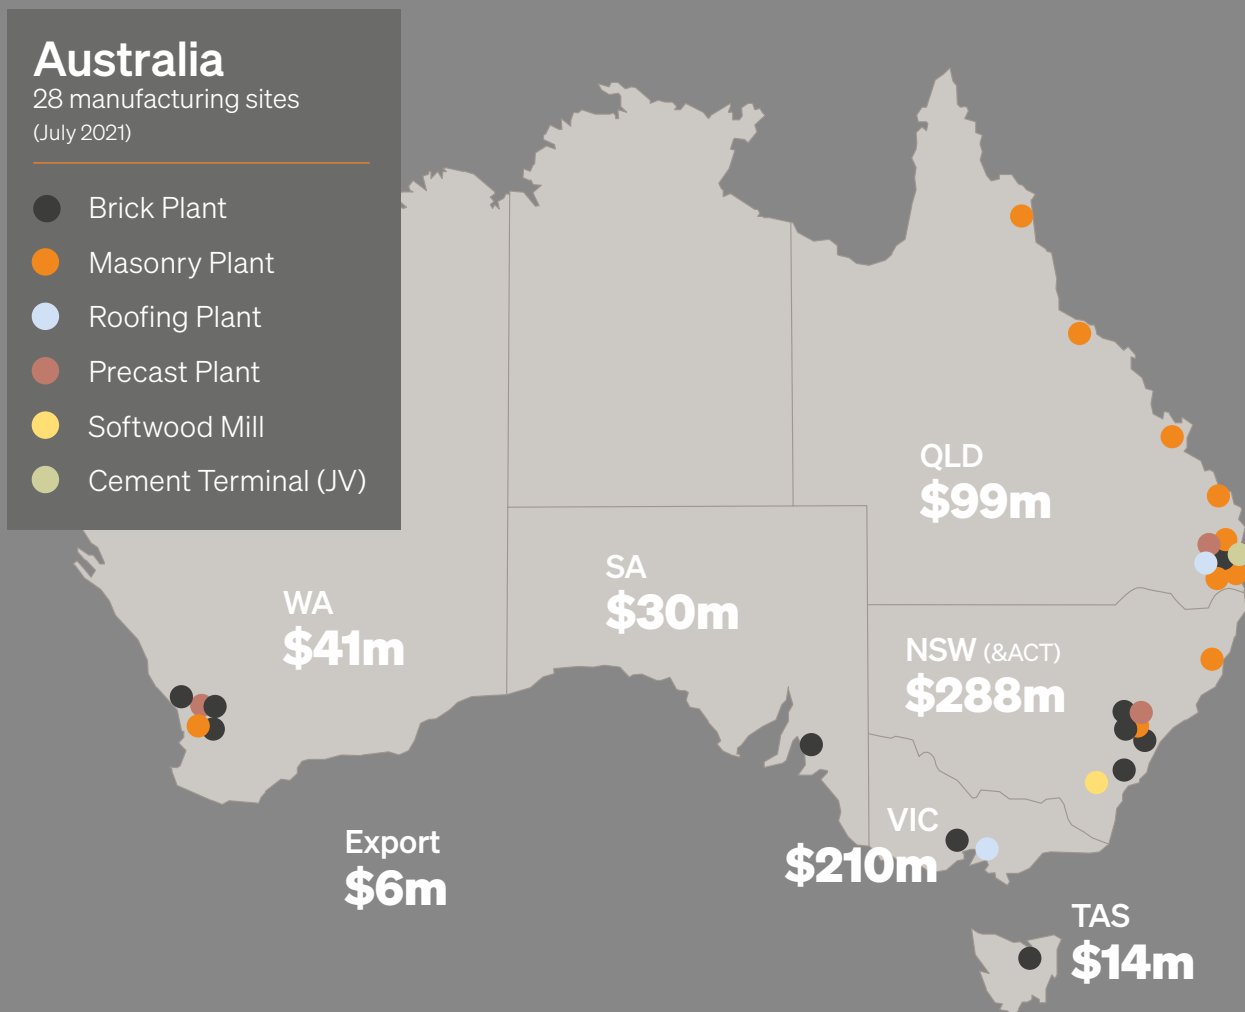 Australia
28 manufacturing sites
(July 2021)
Brick Plant
Masonry Plant
Roofing Plant
Precast Plant
Softwood Mill
Cement Terminal (JV)
QLD
$99m
SA
$30m
WA
$41m
NSW (&ACT)
$288m
VIC
$210m
Export
$6m
TAS
$14m